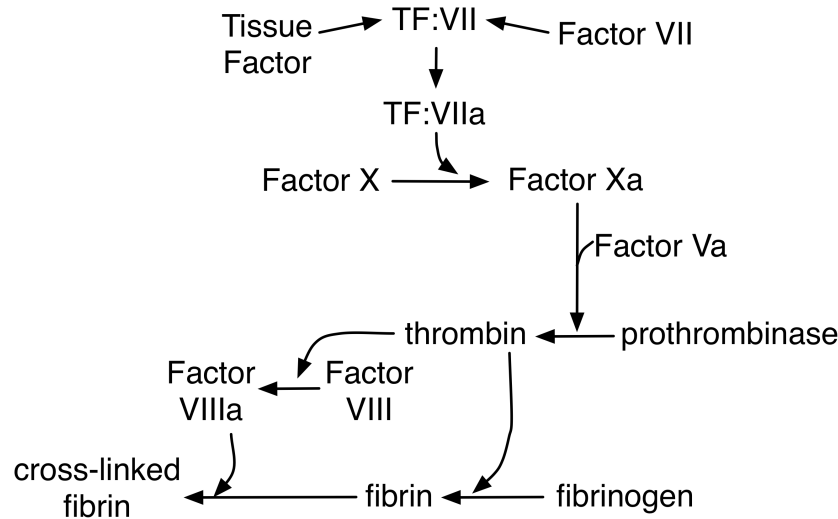 Tissue
Factor
TF:VII
Factor VII
TF:VIIa
Factor X
Factor Xa
Factor Va
thrombin
prothrombinase
Factor
VIIIa
Factor
VIII
cross-linked
fibrin
fibrin
fibrinogen